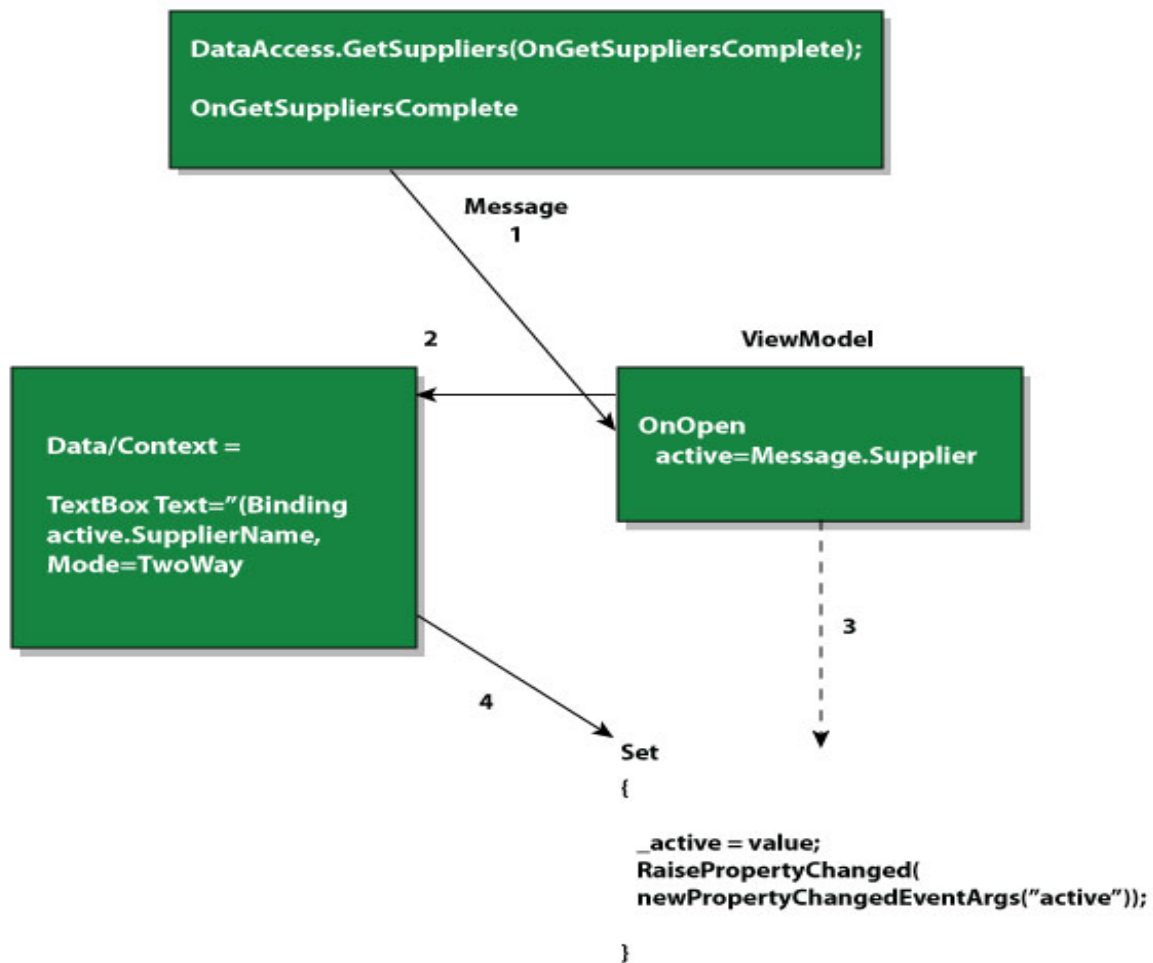 DataAccess.GetSuppliers(OnGetSuppliersComplete);
OnGetSuppliersComplete
Message
1
2
ViewModel
Data/Context =
TextBox Text=”(Binding
active.SupplierName,
Mode=TwoWay
OnOpen
active=Message.Supplier
3
4
Set
{
_active = value;
RaisePropertyChanged(
newPropertyChangedEventArgs(”active”));
}